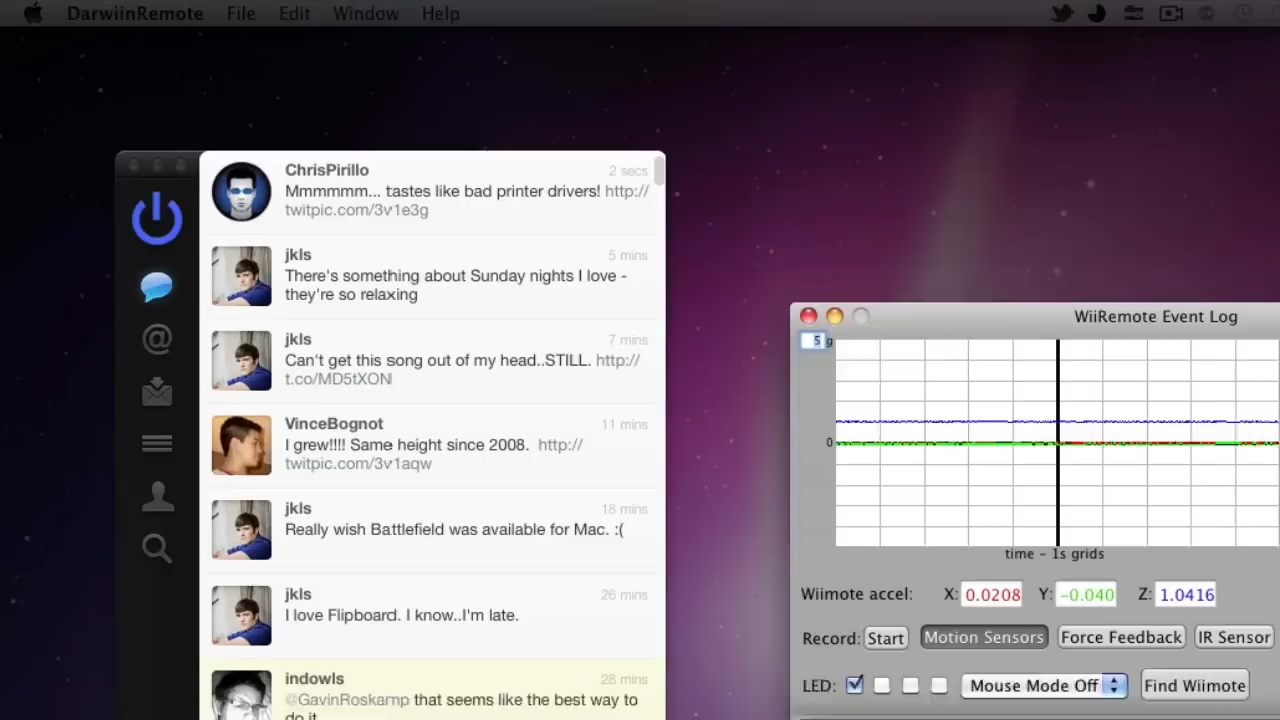 DarwiinRemote File Edit Window Help
ChrisPirillo 2 secs
Mmmmmm... tastes like bad printer drivers! http://
twitpic.com/3v1e3g
jkls 5 mins
There's something about Sunday nights I love -
they're so relaxing
jkls 7 mins
Can't get this song out of my head..STILL. http://
t.co/MD5tXON
VinceBognot 11 mins
I grew!!!! Same height since 2008. http://
twitpic.com/3v1aqw
jkls 18 mins
Really wish Battlefield was available for Mac. :(
jkls 26 mins
I love Flipboard. I know..I'm late.
indowls 28 mins
@GavinRoskamp that seems like the best way to
do it
WiiRemote Event Log
5 g
0
time - 1s grids
Wiimote accel: X: 0.0208 Y: -0.040 Z: 1.0416
Record: Start Motion Sensors Force Feedback IR Sensor
LED: Mouse Mode Off Find Wiimote